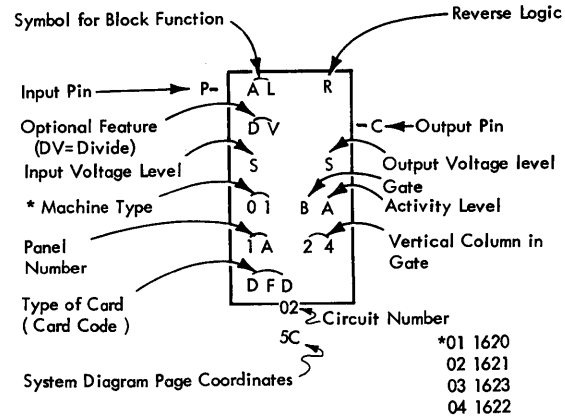 Symbol for Block Function
Reverse Logic
Input Pin
P-
A L
R
Optional Feature
(DV=Divide)
D V
-C
Output Pin
Input Voltage Level
S
S
Output Voltage level
Gate
* Machine Type
0 1
B A
Activity Level
Panel
Number
1 A
2 4
Vertical Column in
Gate
Type of Card
( Card Code )
D F D
02
Circuit Number
5C
System Diagram Page Coordinates
*01 1620
02 1621
03 1623
04 1622